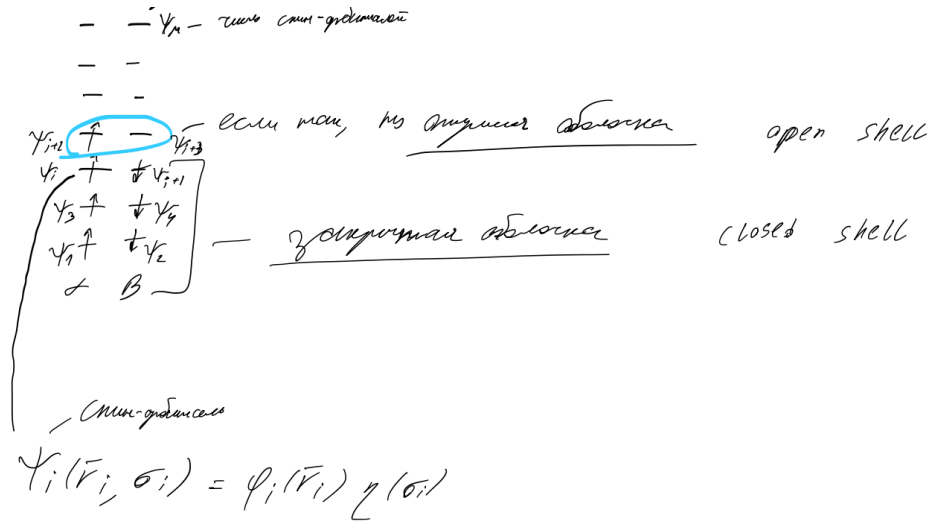 ψ_M — число спин-орбиталей
ψ_{i+2} ψ_{i+3} — если так, то открытая оболочка open shell
ψ_i ψ_{i+1}
ψ_3 ψ_4
ψ_1 ψ_2 — закрытая оболочка closed shell
α β
спин-орбиталь
ψ_i(r̄_i, σ_i) = φ_i(r̄_i) η(σ_i)